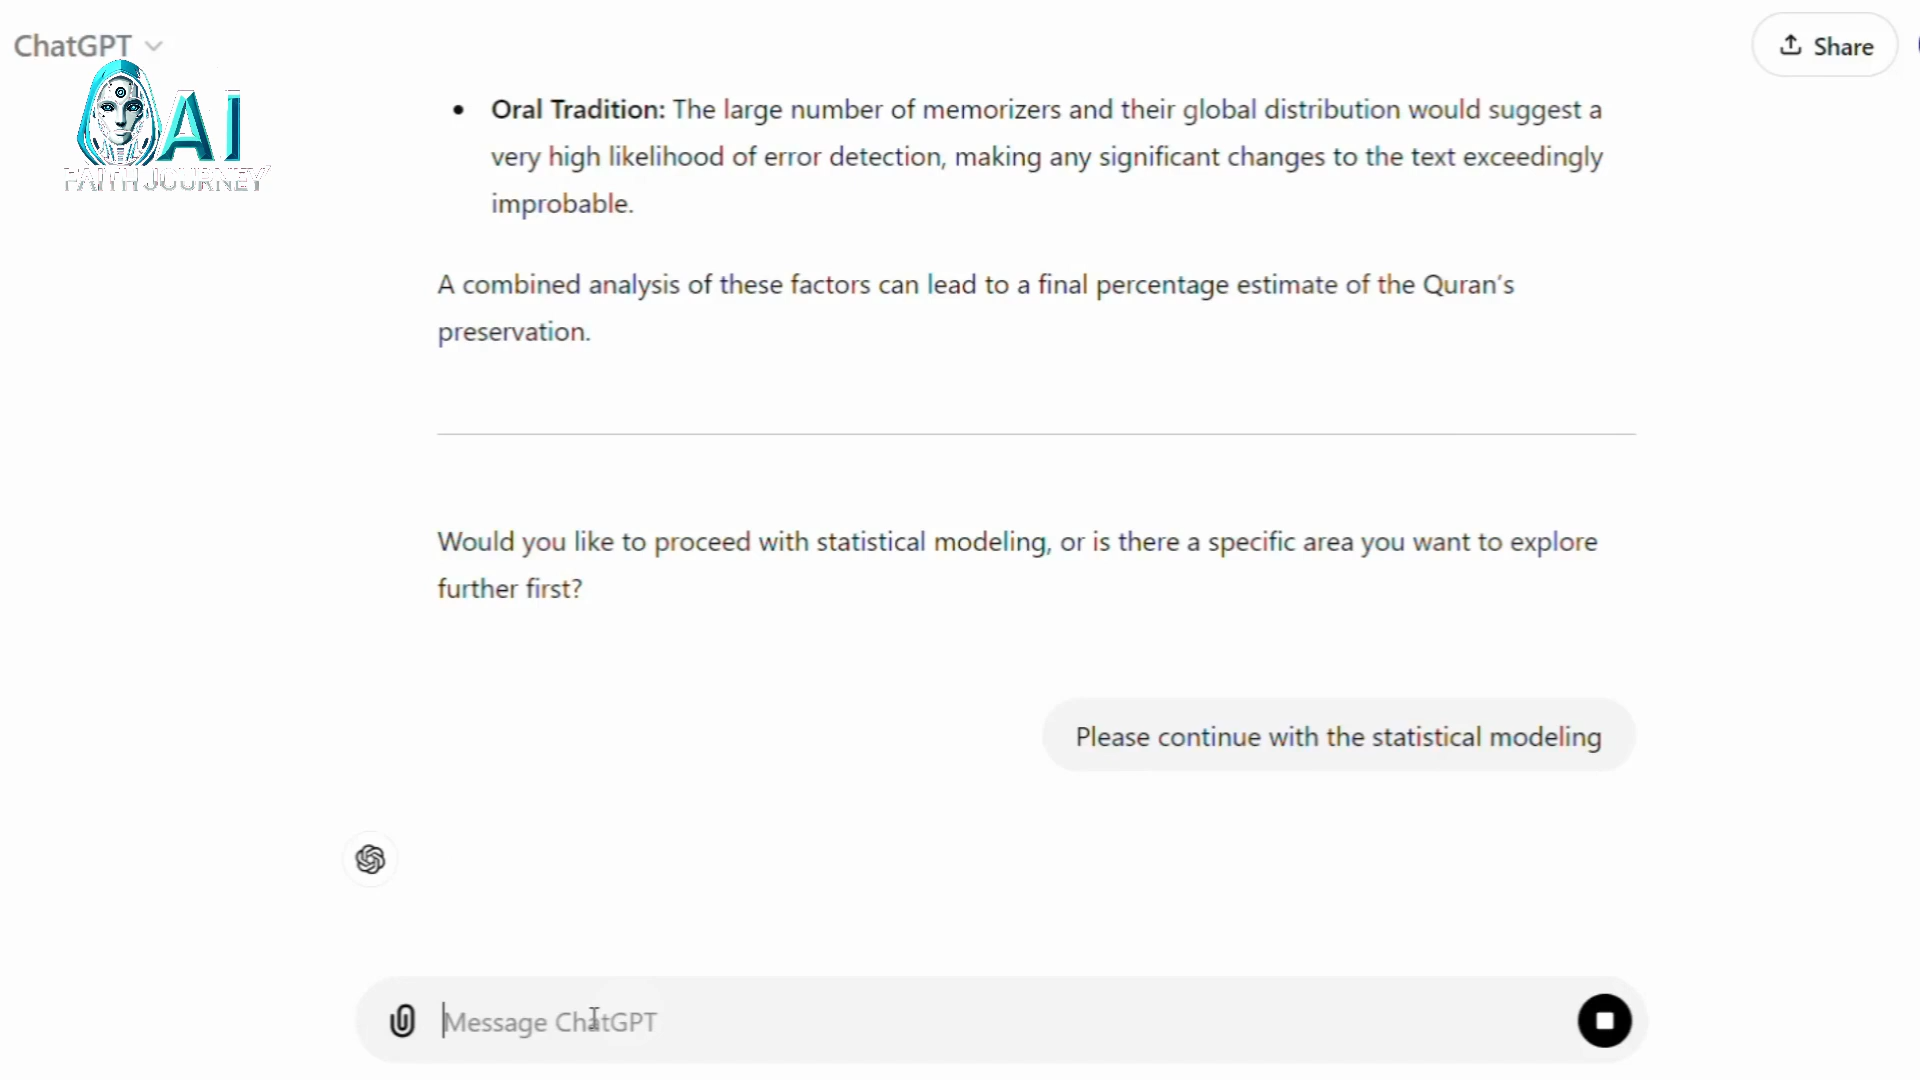 ChatGPT
Share
AI
FAITH JOURNEY
• Oral Tradition: The large number of memorizers and their global distribution would suggest a
very high likelihood of error detection, making any significant changes to the text exceedingly
improbable.
A combined analysis of these factors can lead to a final percentage estimate of the Quran’s
preservation.
Would you like to proceed with statistical modeling, or is there a specific area you want to explore
further first?
Please continue with the statistical modeling
Message ChatGPT